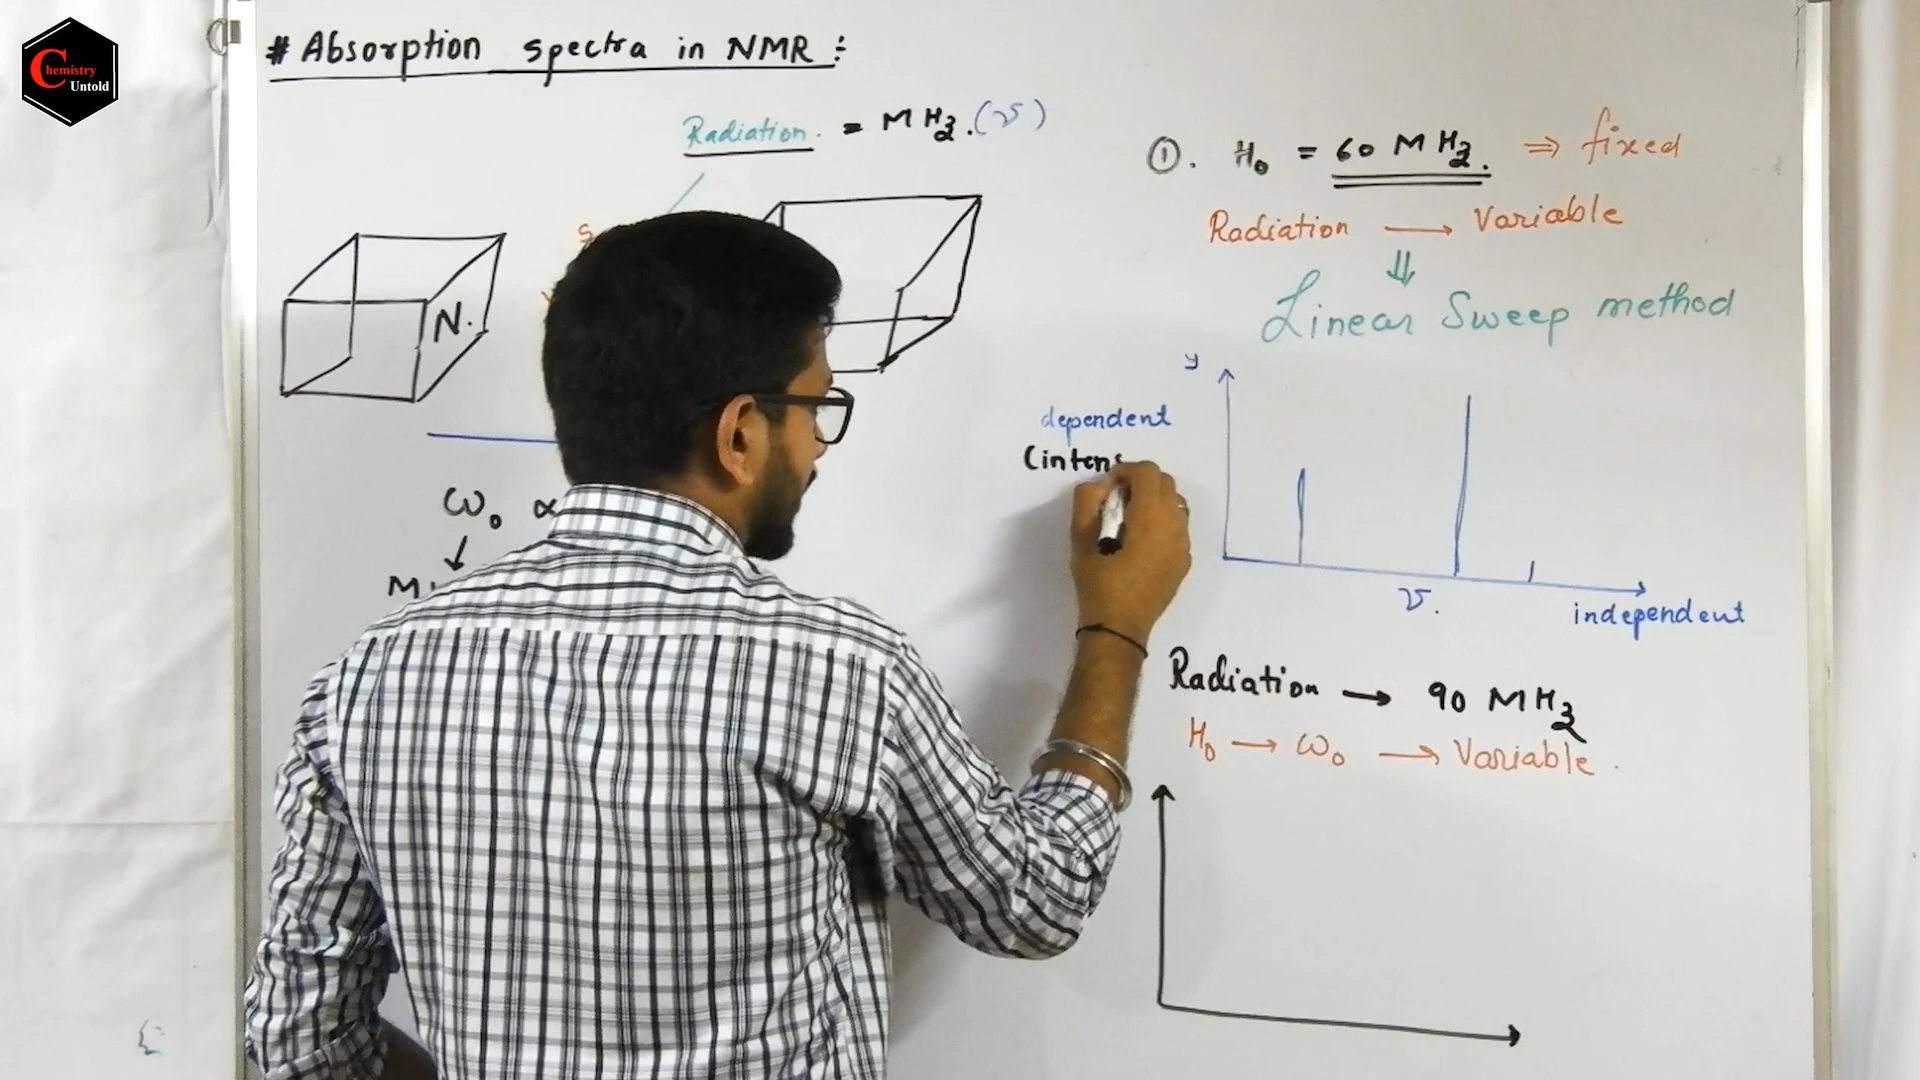 Chemistry
Untold
# Absorption spectra in NMR :-
Radiation. = MHz. (ν)
N.
ω₀ ∝
①. H₀ = 60 MHz. ⇒ fixed
Radiation → Variable
⇓
Linear Sweep method
y
dependent
(intens
ν.
independent
Radiation → 90 MHz
H₀ → ω₀ → Variable.